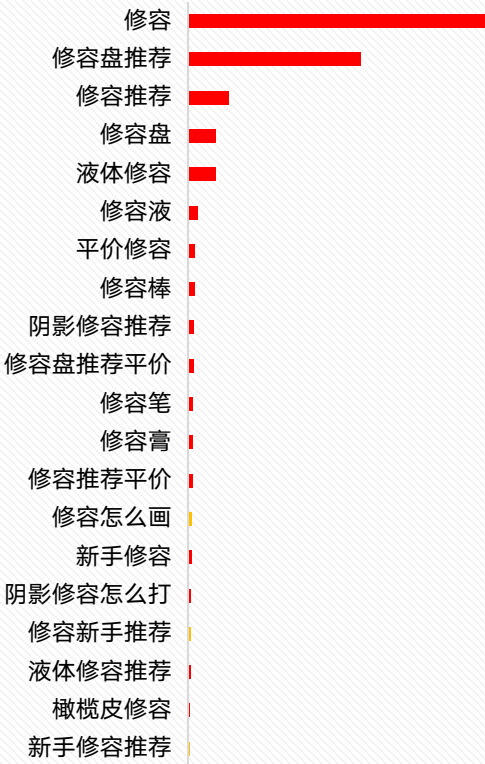 修容
修容盘推荐
修容推荐
修容盘
液体修容
修容液
平价修容
修容棒
阴影修容推荐
修容盘推荐平价
修容笔
修容膏
修容推荐平价
修容怎么画
新手修容
阴影修容怎么打
修容新手推荐
液体修容推荐
橄榄皮修容
新手修容推荐